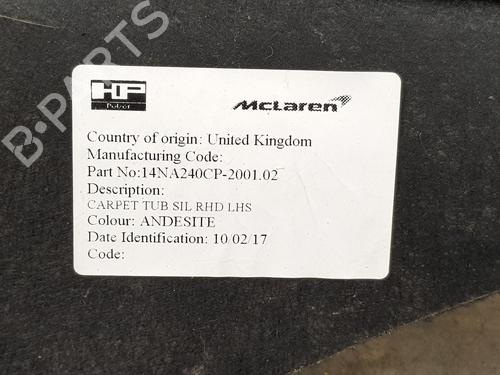 B-PARTS
HP
Pelzer
McLaren
Country of origin: United Kingdom
Manufacturing Code:
Part No:14NA240CP-2001.02
Description:
CARPET TUB SIL RHD LHS
Colour: ANDESITE
Date Identification: 10/02/17
Code: